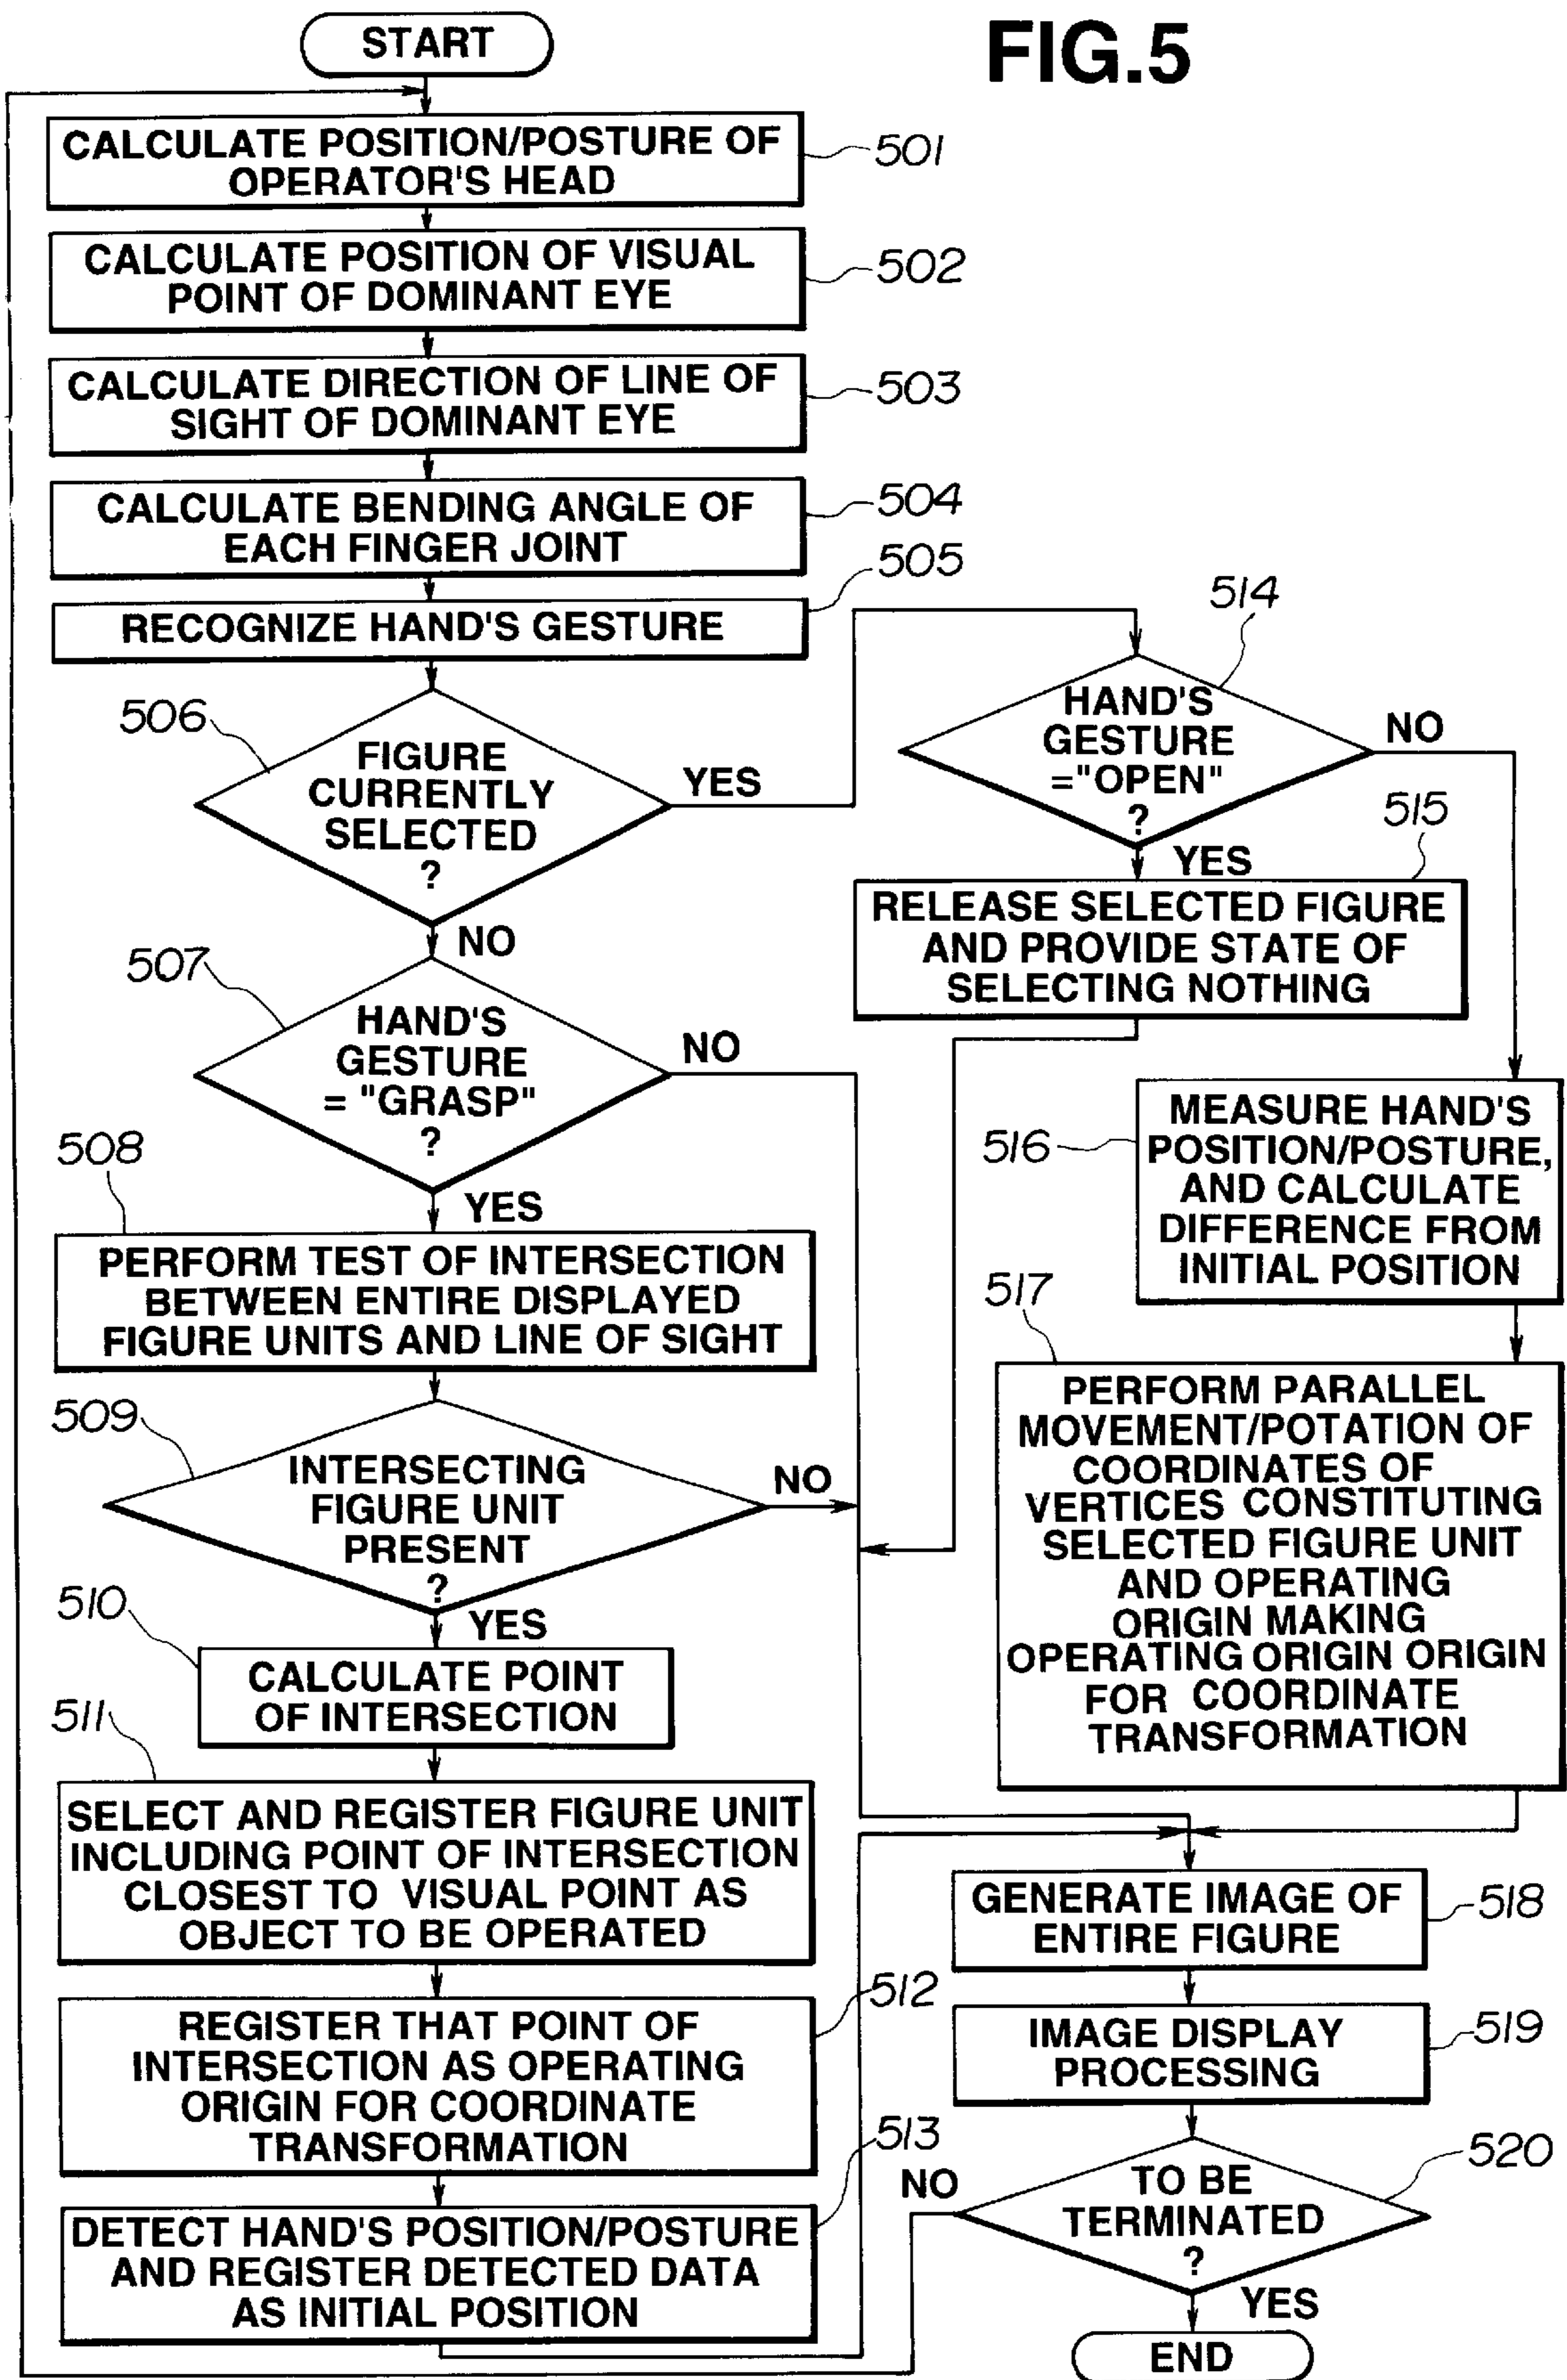 FIG.5
START
CALCULATE POSITION/POSTURE OF
OPERATOR'S HEAD
501
CALCULATE POSITION OF VISUAL
POINT OF DOMINANT EYE
502
CALCULATE DIRECTION OF LINE OF
SIGHT OF DOMINANT EYE
503
CALCULATE BENDING ANGLE OF
EACH FINGER JOINT
504
RECOGNIZE HAND'S GESTURE
505
506
FIGURE
CURRENTLY
SELECTED
?
YES
NO
507
HAND'S
GESTURE
= "GRASP"
?
NO
YES
508
PERFORM TEST OF INTERSECTION
BETWEEN ENTIRE DISPLAYED
FIGURE UNITS AND LINE OF SIGHT
509
INTERSECTING
FIGURE UNIT
PRESENT
?
NO
YES
510
CALCULATE POINT
OF INTERSECTION
511
SELECT AND REGISTER FIGURE UNIT
INCLUDING POINT OF INTERSECTION
CLOSEST TO VISUAL POINT AS
OBJECT TO BE OPERATED
512
REGISTER THAT POINT OF
INTERSECTION AS OPERATING
ORIGIN FOR COORDINATE
TRANSFORMATION
513
DETECT HAND'S POSITION/POSTURE
AND REGISTER DETECTED DATA
AS INITIAL POSITION
514
HAND'S
GESTURE
="OPEN"
?
NO
YES
515
RELEASE SELECTED FIGURE
AND PROVIDE STATE OF
SELECTING NOTHING
516
MEASURE HAND'S
POSITION/POSTURE,
AND CALCULATE
DIFFERENCE FROM
INITIAL POSITION
517
PERFORM PARALLEL
MOVEMENT/POTATION OF
COORDINATES OF
VERTICES CONSTITUTING
SELECTED FIGURE UNIT
AND OPERATING
ORIGIN MAKING
OPERATING ORIGIN ORIGIN
FOR COORDINATE
TRANSFORMATION
GENERATE IMAGE OF
ENTIRE FIGURE
518
IMAGE DISPLAY
PROCESSING
519
520
TO BE
TERMINATED
?
NO
YES
END